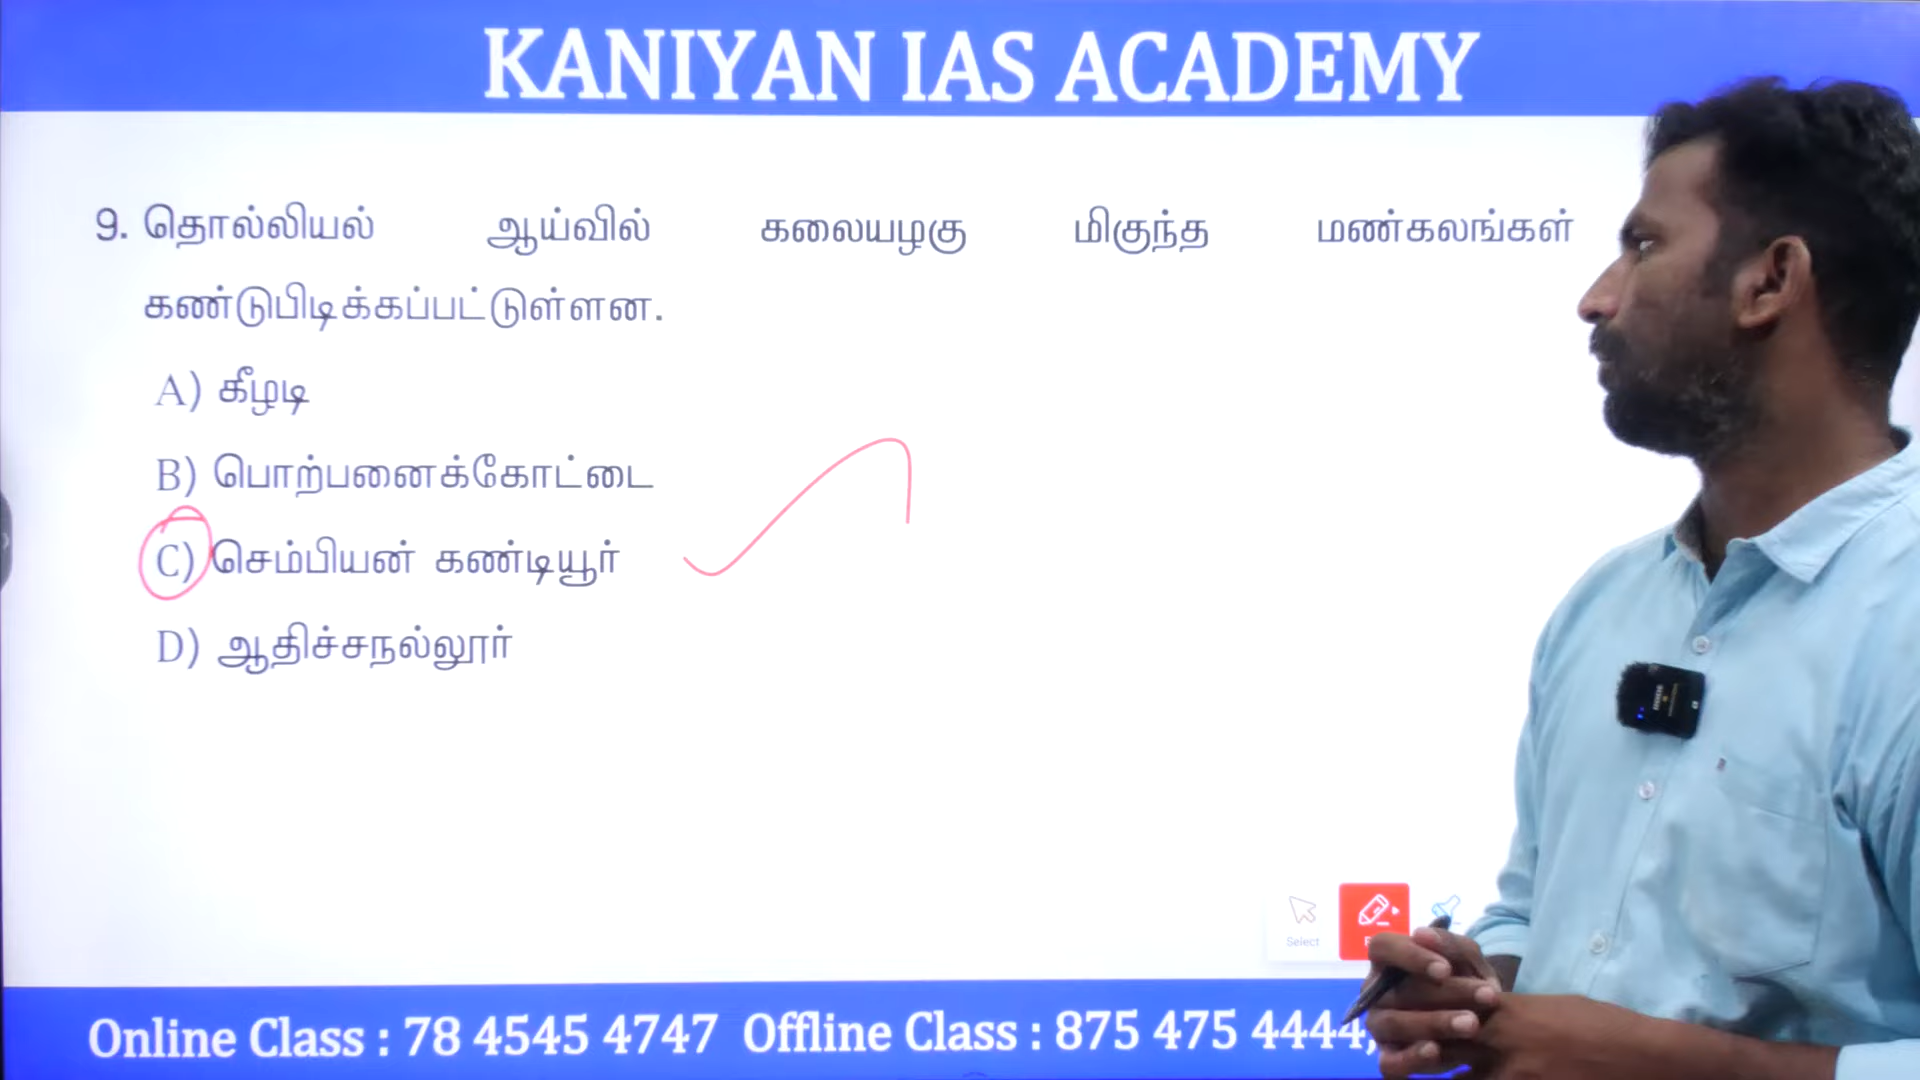 KANIYAN IAS ACADEMY
9. தொல்லியல் ஆய்வில் கலையழகு மிகுந்த மண்கலங்கள்
கண்டுபிடிக்கப்பட்டுள்ளன.
A) கீழடி
B) பொற்பனைக்கோட்டை
C) செம்பியன் கண்டியூர்
D) ஆதிச்சநல்லூர்
Select
Online Class : 78 4545 4747 Offline Class : 875 475 4444,